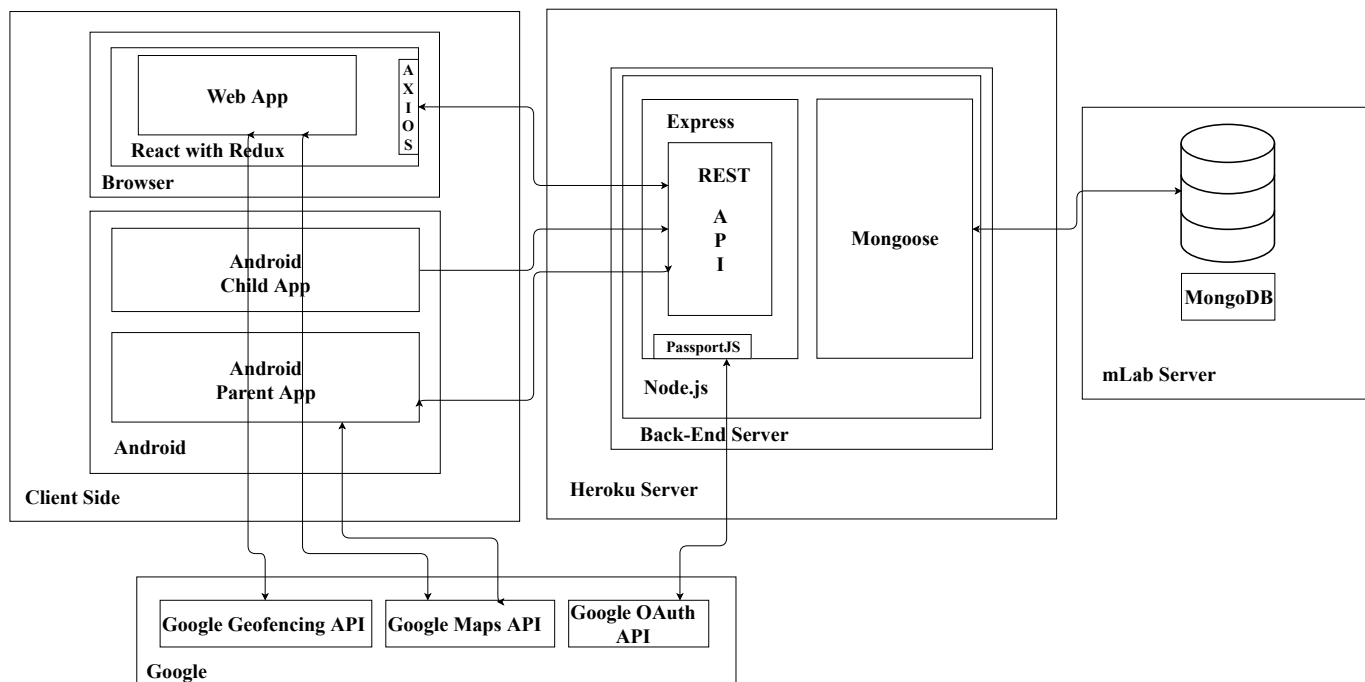 Web App
A
X
I
O
S
React with Redux
Browser
Android
Child App
Android
Parent App
Android
Client Side
Express
REST
A
P
I
PassportJS
Node.js
Mongoose
Back-End Server
Heroku Server
MongoDB
mLab Server
Google Geofencing API
Google Maps API
Google OAuth
API
Google